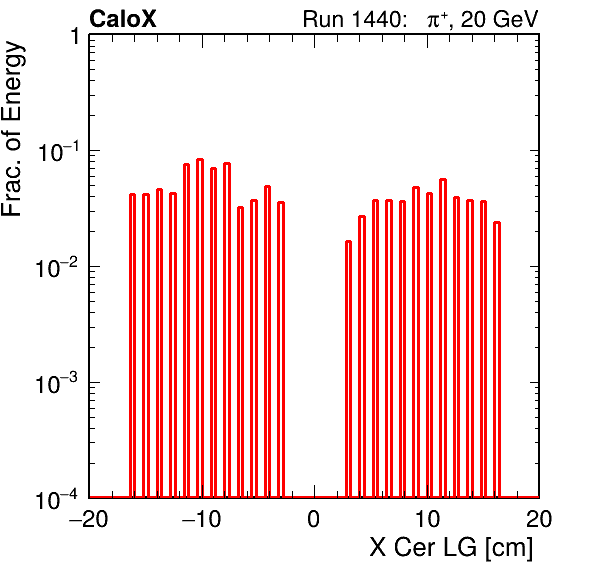 CaloX Run 1440: π⁺, 20 GeV
Frac. of Energy
1
10⁻¹
10⁻²
10⁻³
10⁻⁴
−20 −10 0 10 20
X Cer LG [cm]